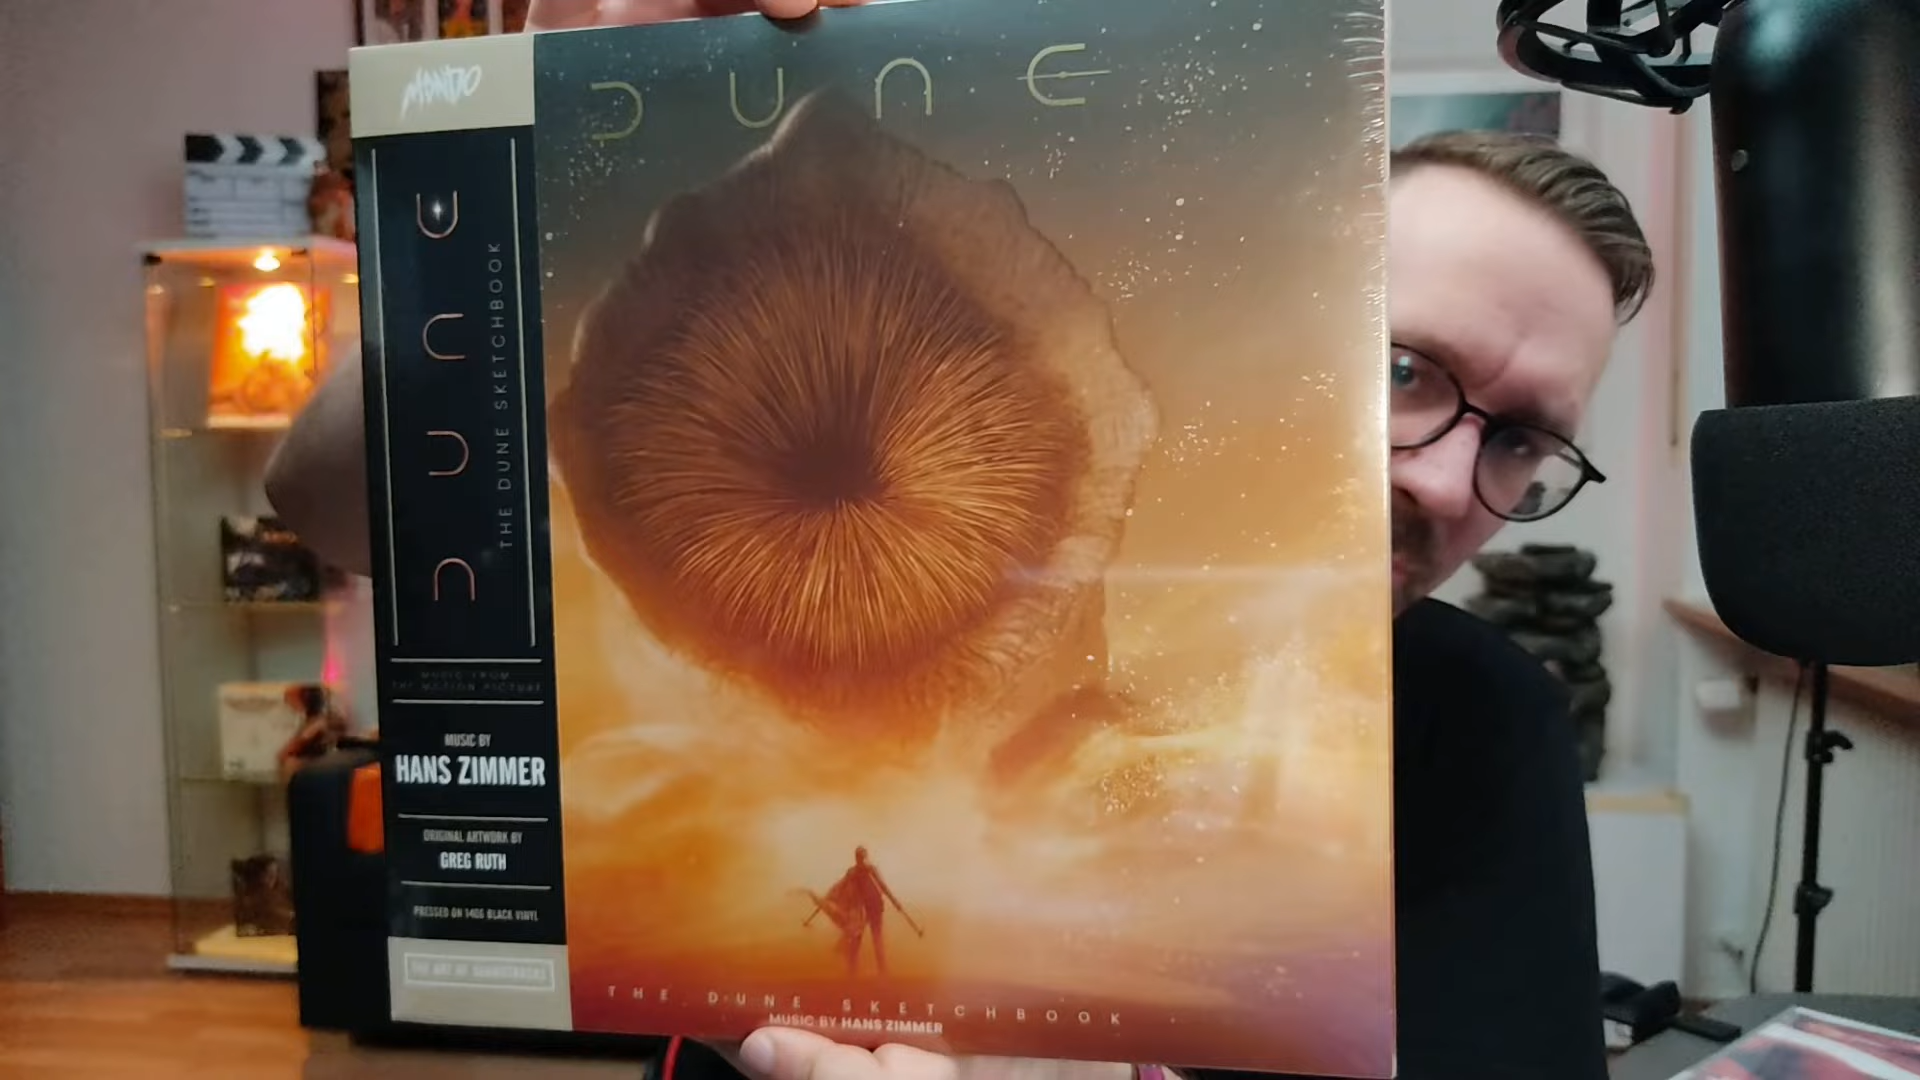 MONDO
DUNE
THE DUNE SKETCHBOOK
MUSIC FROM
THE MOTION PICTURE
MUSIC BY
HANS ZIMMER
ORIGINAL ARTWORK BY
GREG RUTH
PRESSED ON 140G BLACK VINYL
THE ART OF SOUNDTRACKS
DUNE
THE DUNE SKETCHBOOK
MUSIC BY HANS ZIMMER